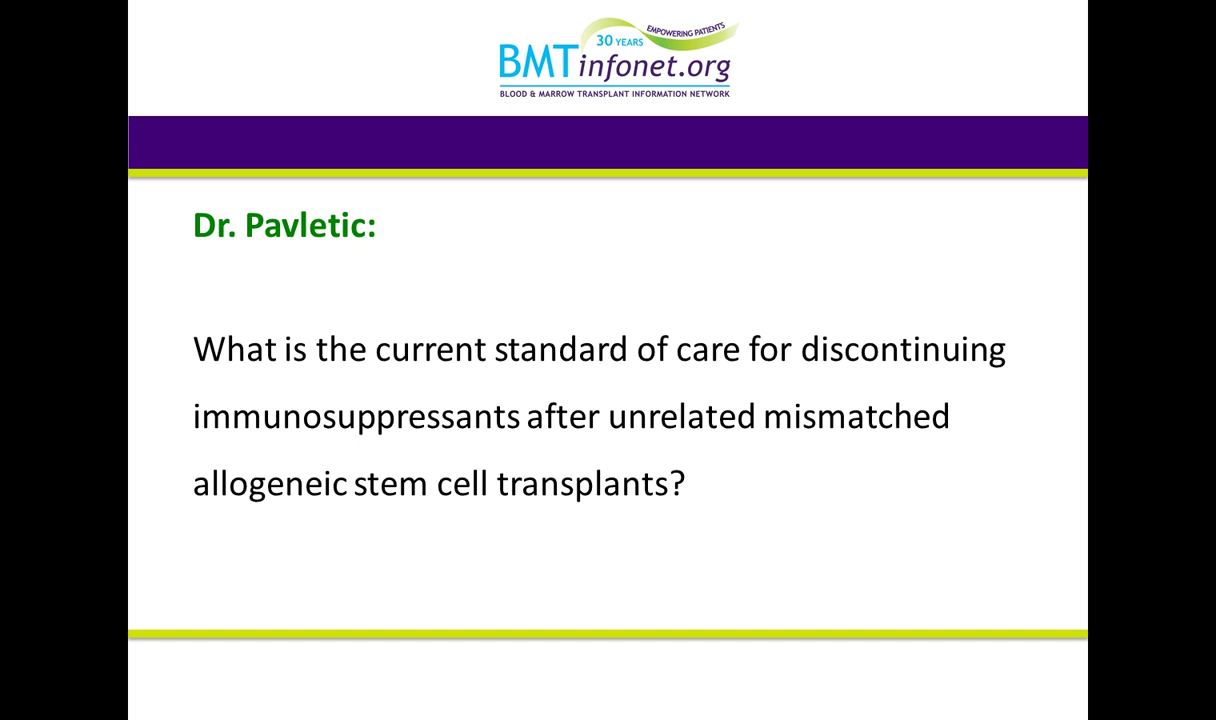 EMPOWERING PATIENTS
30 YEARS
BMTinfonet.org
BLOOD & MARROW TRANSPLANT INFORMATION NETWORK
Dr. Pavletic:
What is the current standard of care for discontinuing
immunosuppressants after unrelated mismatched
allogeneic stem cell transplants?